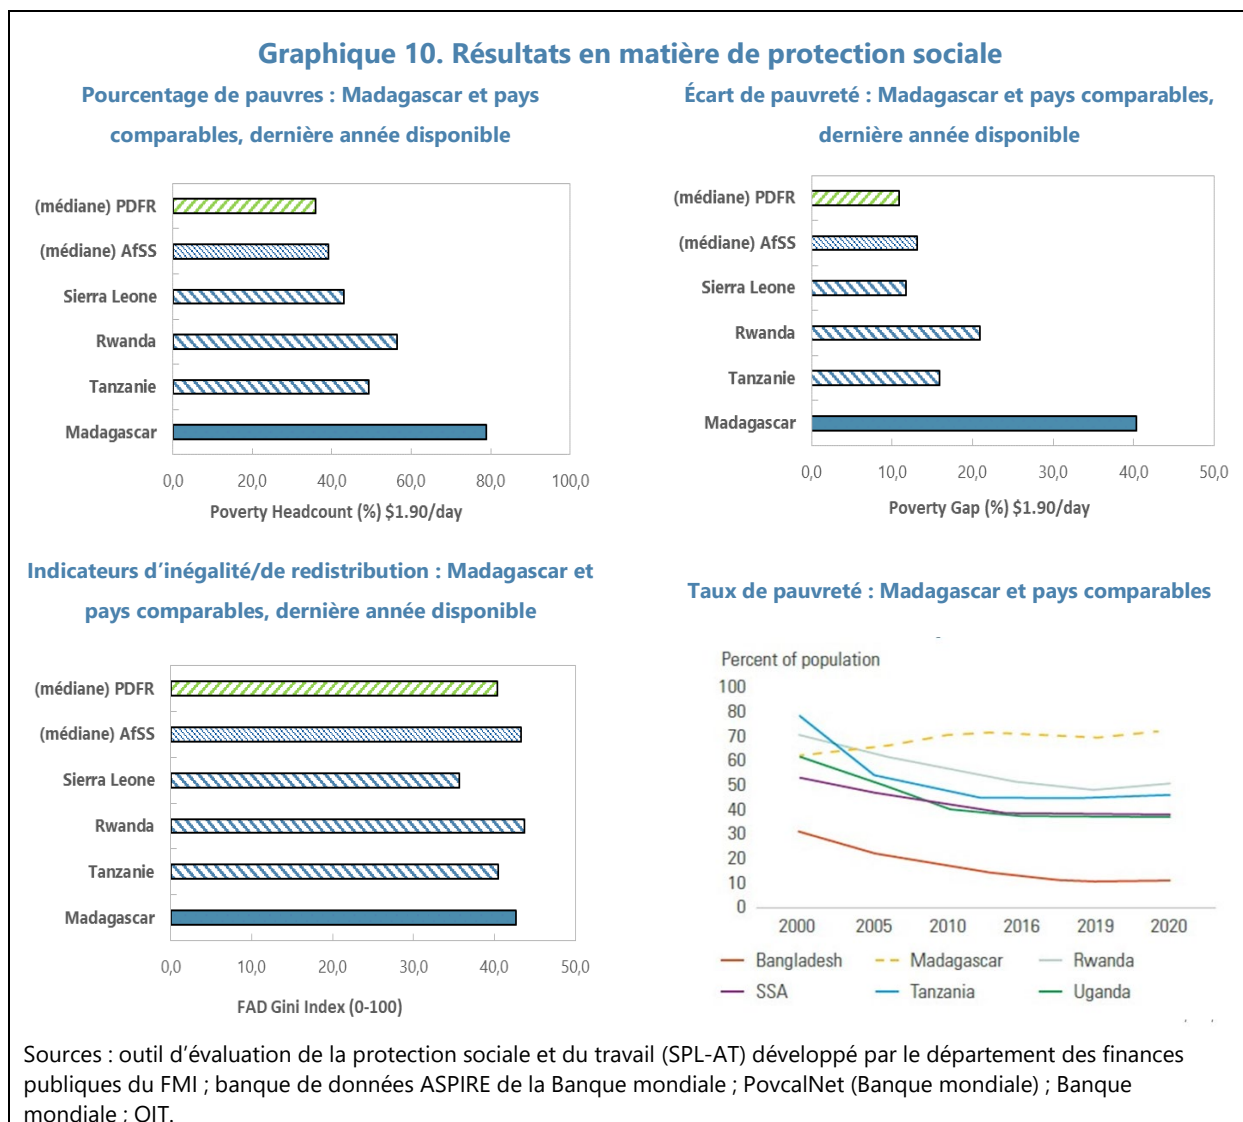 Graphique 10. Résultats en matière de protection sociale
Pourcentage de pauvres : Madagascar et pays
comparables, dernière année disponible
(médiane) PDFR
(médiane) AfSS
Sierra Leone
Rwanda
Tanzanie
Madagascar
0,0 20,0 40,0 60,0 80,0 100,0
Poverty Headcount (%) $1.90/day
Écart de pauvreté : Madagascar et pays comparables,
dernière année disponible
(médiane) PDFR
(médiane) AfSS
Sierra Leone
Rwanda
Tanzanie
Madagascar
0,0 10,0 20,0 30,0 40,0 50,0
Poverty Gap (%) $1.90/day
Indicateurs d’inégalité/de redistribution : Madagascar et
pays comparables, dernière année disponible
(médiane) PDFR
(médiane) AfSS
Sierra Leone
Rwanda
Tanzanie
Madagascar
0,0 10,0 20,0 30,0 40,0 50,0
FAD Gini Index (0-100)
Taux de pauvreté : Madagascar et pays comparables
Percent of population
100
80
70
60
50
40
30
20
10
0
2000 2005 2010 2016 2019 2020
Bangladesh Madagascar Rwanda
SSA Tanzania Uganda
Sources : outil d’évaluation de la protection sociale et du travail (SPL-AT) développé par le département des finances
publiques du FMI ; banque de données ASPIRE de la Banque mondiale ; PovcalNet (Banque mondiale) ; Banque
mondiale ; OIT.